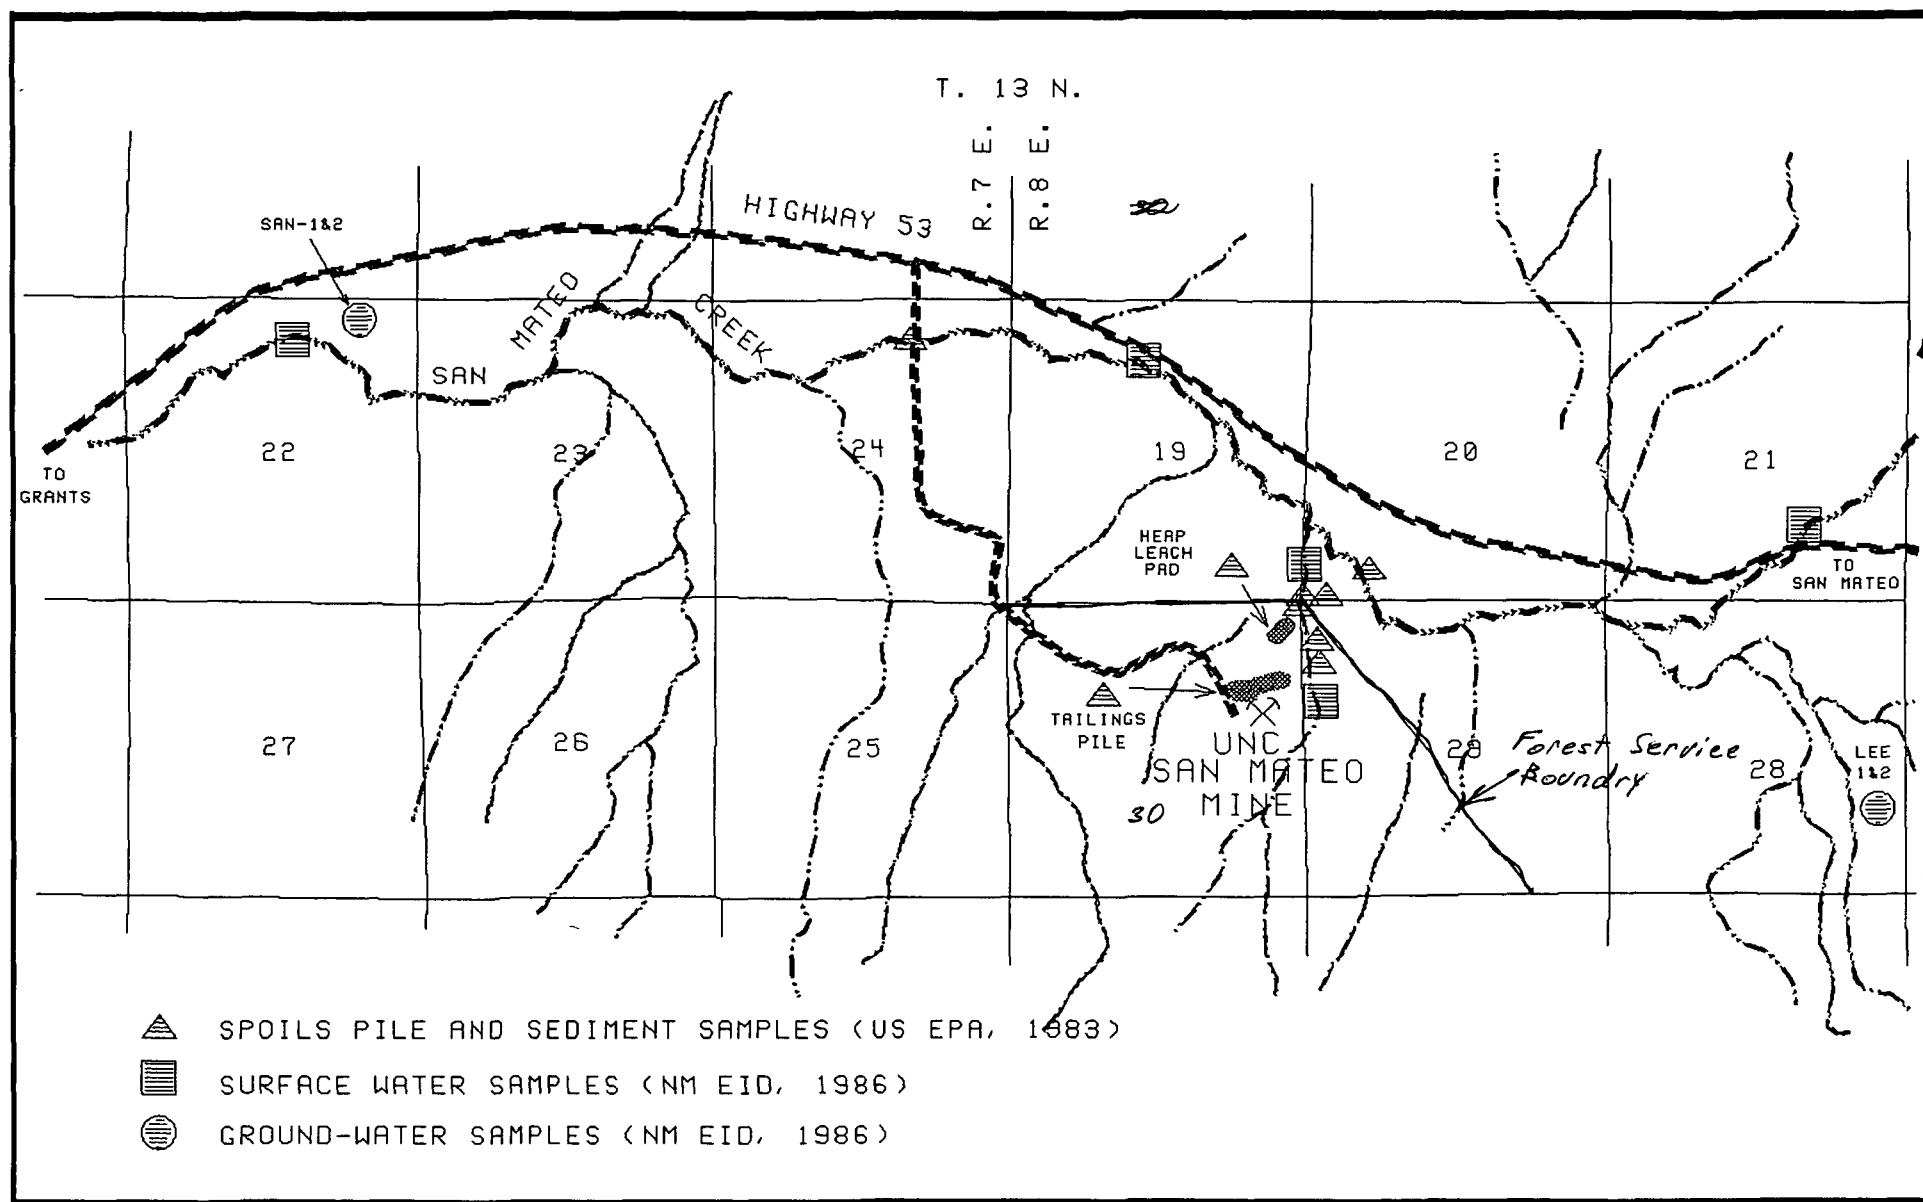 T. 13 N.
R.7 E.
R.8 E.
HIGHWAY 53
SAN-1&2
MATEO
CREEK
SAN
22
23
24
19
20
21
TO
GRANTS
HEAP
LEACH
PAD
TO
SAN MATEO
27
26
25
TAILINGS
PILE
UNC
SAN MATEO
MINE
30
29
Forest Service
Boundry
28
LEE
1&2
SPOILS PILE AND SEDIMENT SAMPLES (US EPA, 1983)
SURFACE WATER SAMPLES (NM EID, 1986)
GROUND-WATER SAMPLES (NM EID, 1986)